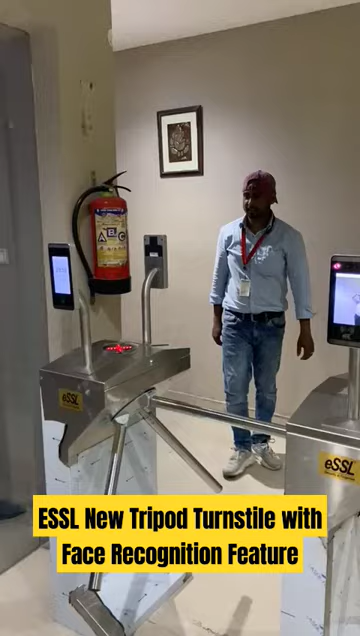 ABC
eSSL
eSSL
ESSL New Tripod Turnstile with
Face Recognition Feature